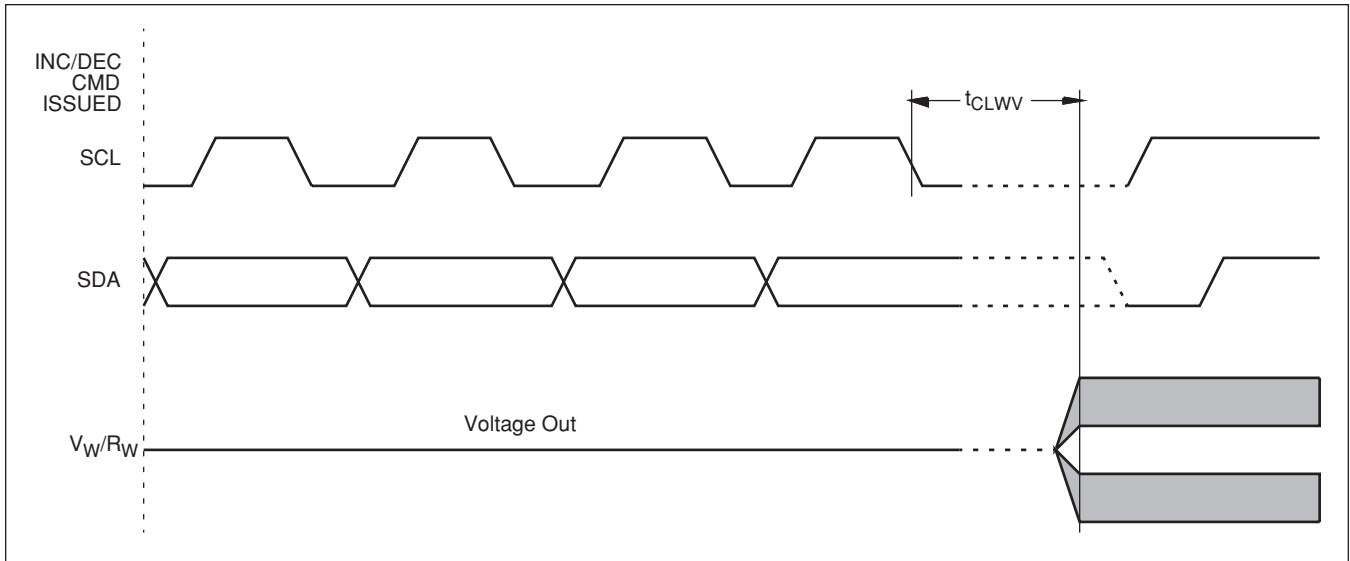 INC/DEC
CMD
ISSUED
tCLWV
SCL
SDA
Voltage Out
VW/RW